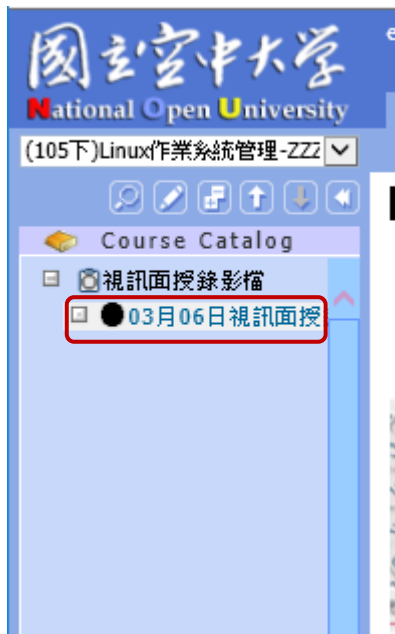 國立空中大學
e
National Open University
(105下)Linux作業系統管理-ZZZ
Course Catalog
視訊面授錄影檔
03月06日視訊面授